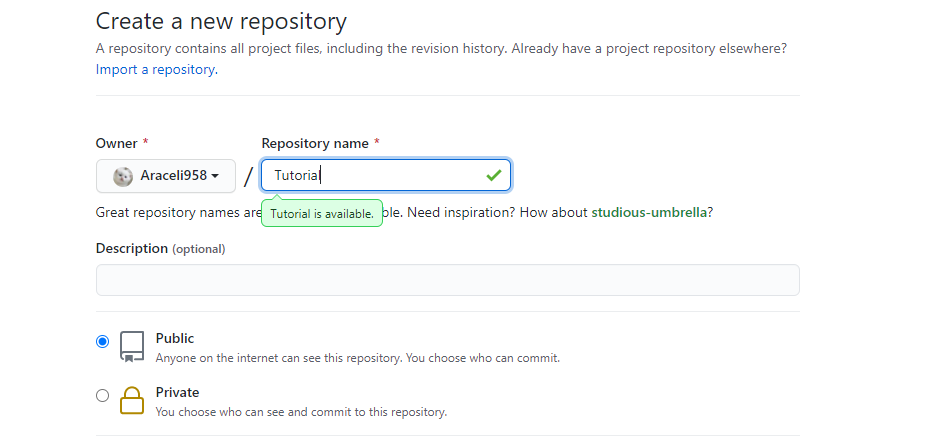 Create a new repository
A repository contains all project files, including the revision history. Already have a project repository elsewhere?
Import a repository.
Owner *
Repository name *
Araceli958
/
Tutorial
Great repository names are
Tutorial is available.
ple. Need inspiration? How about studious-umbrella?
Description (optional)
Public
Anyone on the internet can see this repository. You choose who can commit.
Private
You choose who can see and commit to this repository.